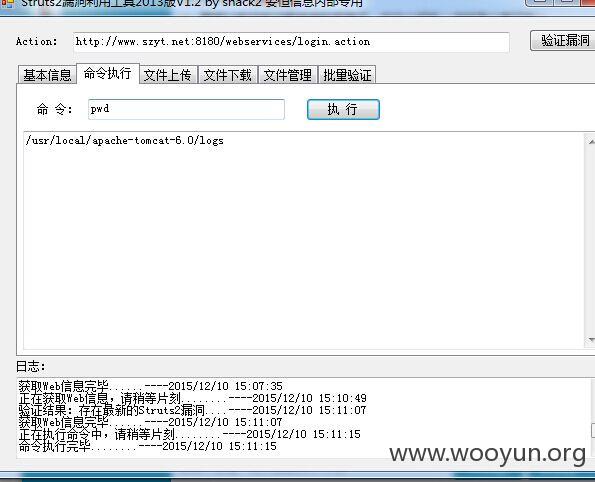 Struts2漏洞利用工具2013版V1.2 by shack2 安恒信息内部专用
Action: http://www.szyt.net:8180/webservices/login.action 验证漏洞
基本信息 命令执行 文件上传 文件下载 文件管理 批量验证
命 令: pwd 执 行
/usr/local/apache-tomcat-6.0/logs
日志:
获取Web信息完毕......----2015/12/10 15:07:35
正在获取Web信息,请稍等片刻........----2015/12/10 15:10:49
验证结果:存在最新的Struts2漏洞....----2015/12/10 15:11:07
获取Web信息完毕......----2015/12/10 15:11:07
正在执行命令中,请稍等片刻........----2015/12/10 15:11:15
命令执行完毕........----2015/12/10 15:11:15
www.wooyun.org